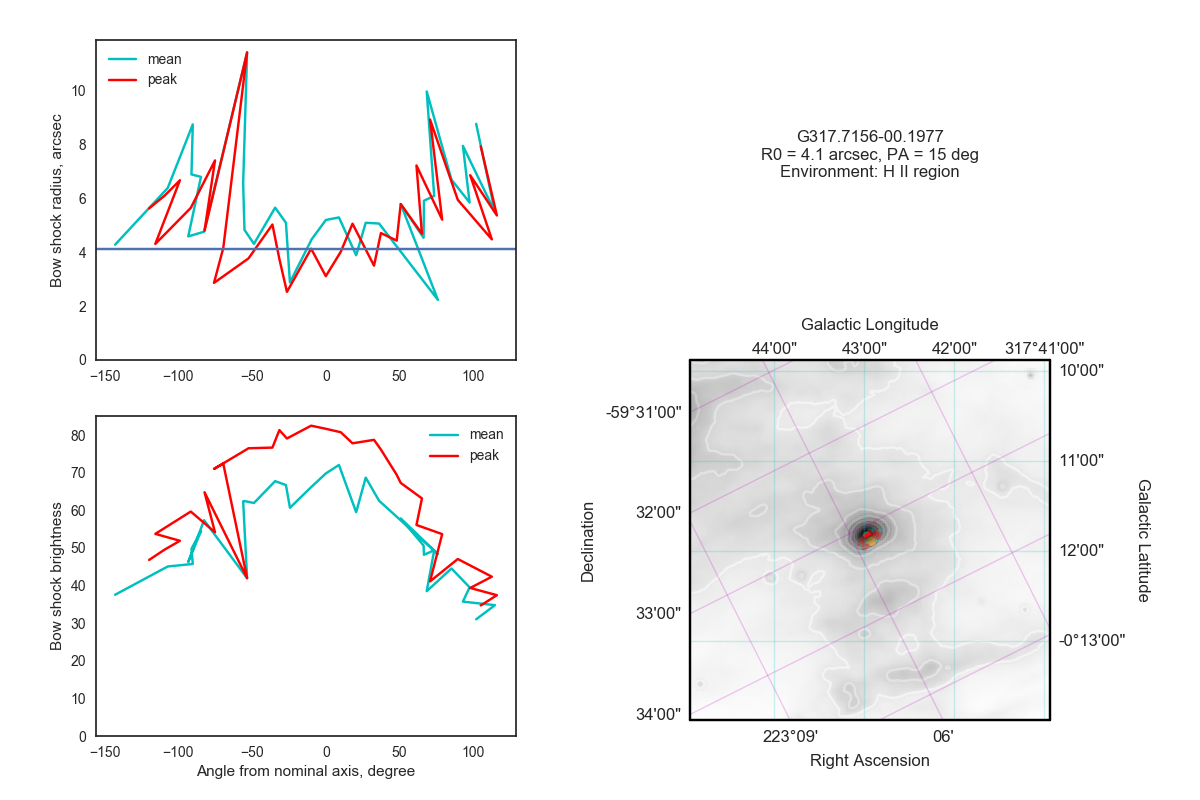 mean
peak
Bow shock radius, arcsec
10
8
6
4
2
0
−150
−100
−50
0
50
100
mean
peak
Bow shock brightness
80
70
60
50
40
30
20
10
0
−150
−100
−50
0
50
100
Angle from nominal axis, degree
G317.7156-00.1977
R0 = 4.1 arcsec, PA = 15 deg
Environment: H II region
Galactic Longitude
44'00"
43'00"
42'00"
317°41'00"
-59°31'00"
32'00"
33'00"
34'00"
Declination
10'00"
11'00"
12'00"
-0°13'00"
Galactic Latitude
223°09'
06'
Right Ascension